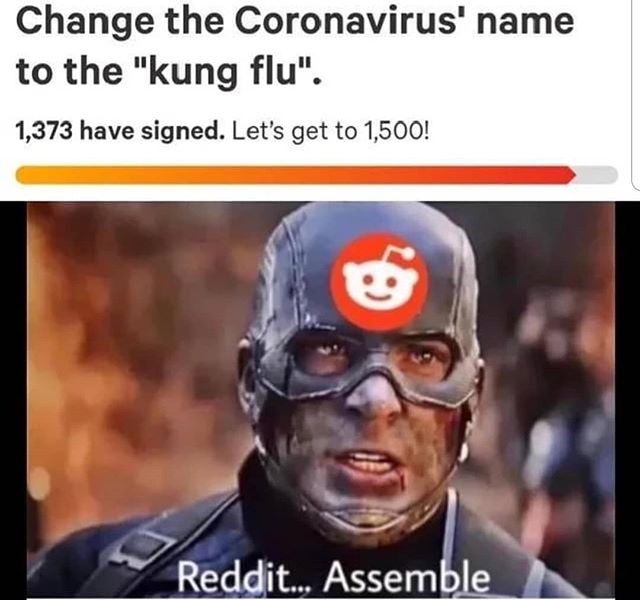 Change the Coronavirus' name
to the "kung flu".
1,373 have signed. Let's get to 1,500!
Reddit... Assemble